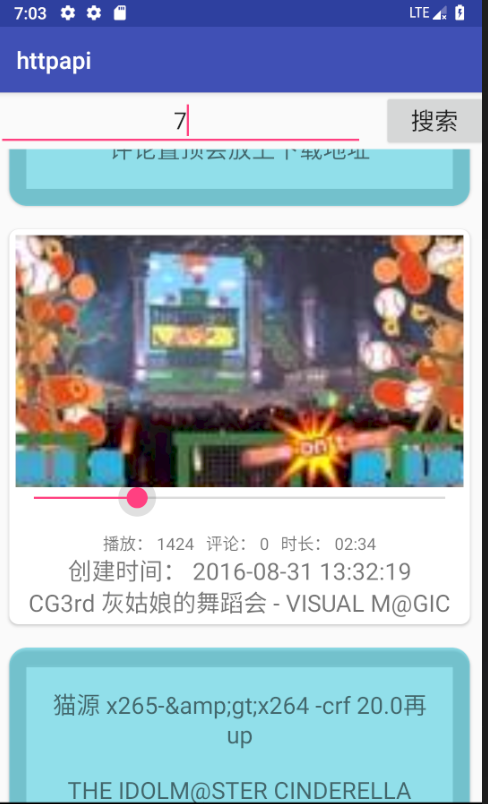 7:03 LTE
httpapi
7 搜索
评论置顶会放上下载地址
播放： 1424 评论： 0 时长： 02:34
创建时间： 2016-08-31 13:32:19
CG3rd 灰姑娘的舞蹈会 - VISUAL M@GIC
猫源 x265-&amp;gt;x264 -crf 20.0再
up
THE IDOLM@STER CINDERELLA